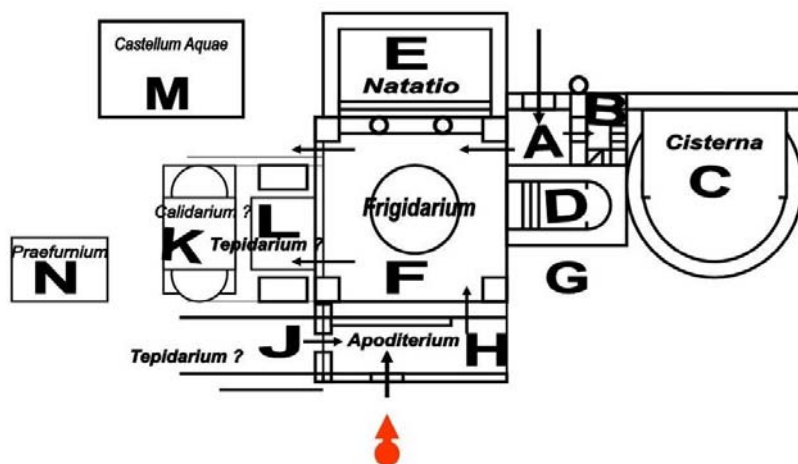 Castellum Aquae
M
E
Natatio
A
B
Cisterna
C
D
Frigidarium
F
G
Calidarium ?
K
L
Tepidarium ?
Praefurnium
N
J
Apoditerium
H
Tepidarium ?